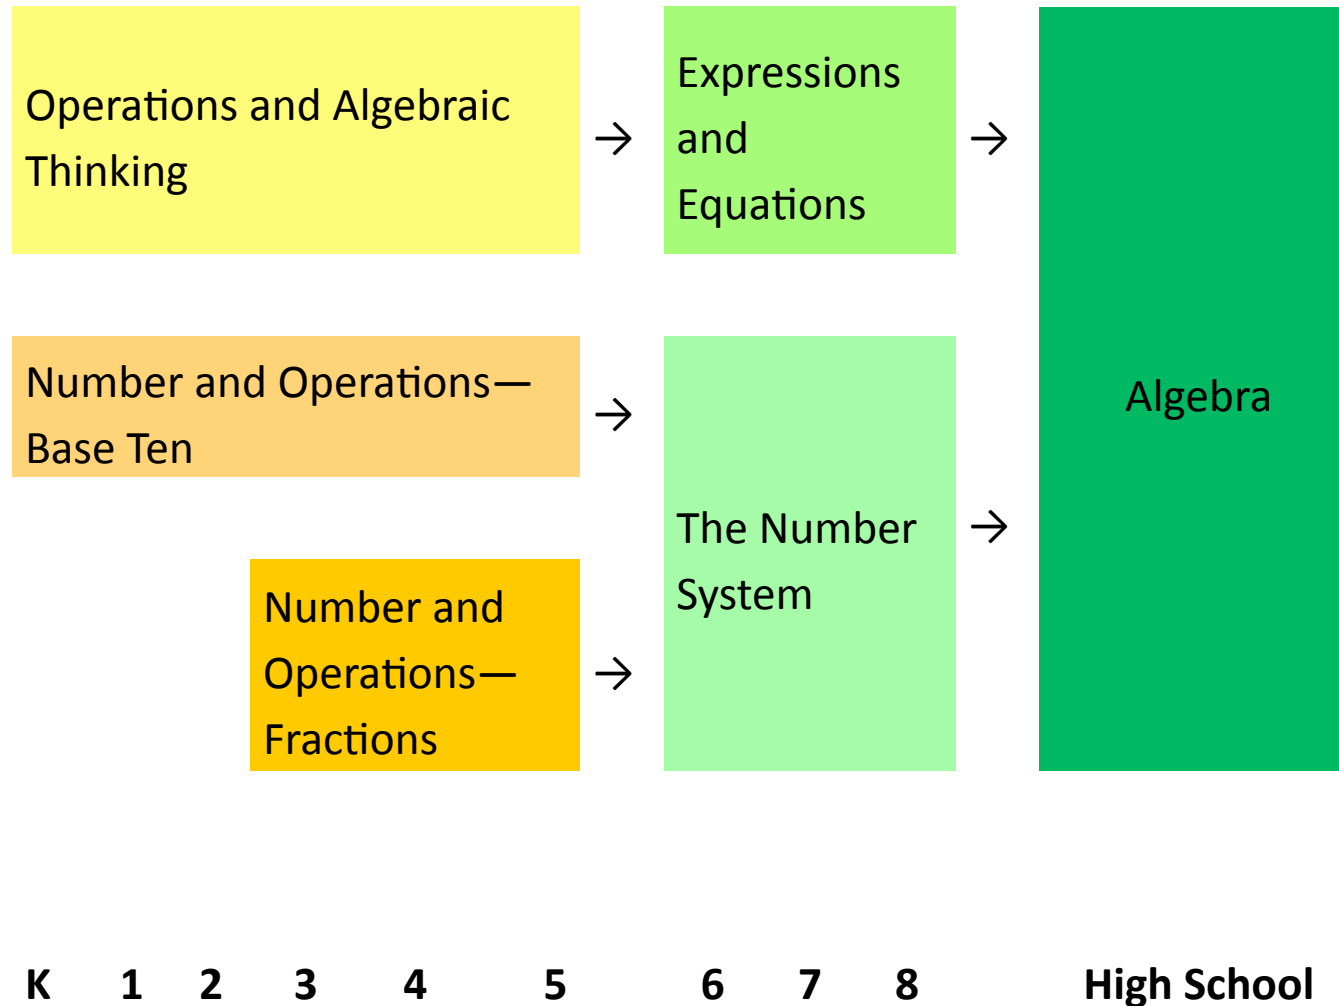 Operations and Algebraic
Thinking
→
Expressions
and
Equations
→
Number and Operations—
Base Ten
→
Number and
Operations—
Fractions
→
The Number
System
→
Algebra
K 1 2 3 4 5 6 7 8 High School